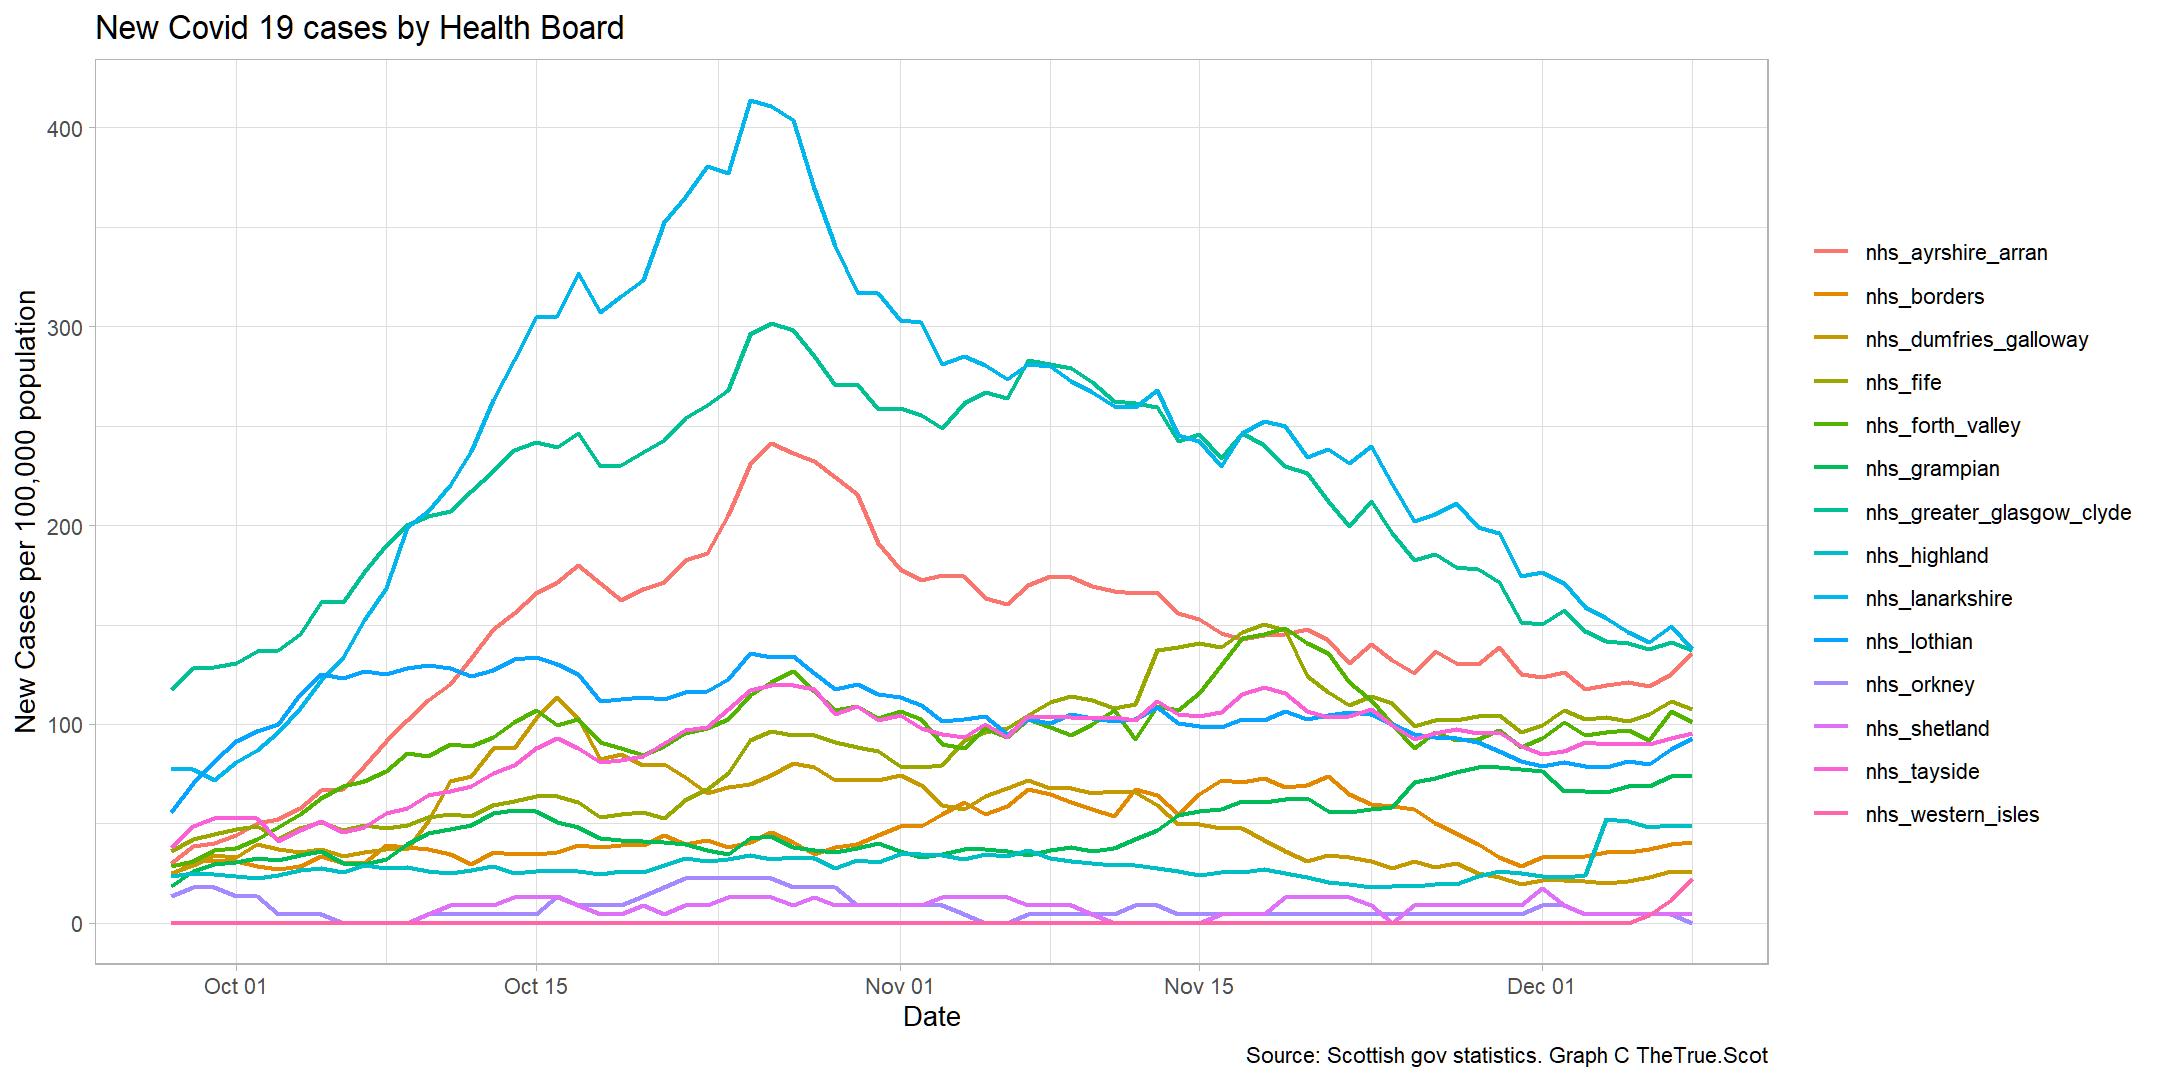 New Covid 19 cases by Health Board
New Cases per 100,000 population
400
300
200
100
0
Oct 01
Oct 15
Nov 01
Nov 15
Dec 01
Date
nhs_ayrshire_arran
nhs_borders
nhs_dumfries_galloway
nhs_fife
nhs_forth_valley
nhs_grampian
nhs_greater_glasgow_clyde
nhs_highland
nhs_lanarkshire
nhs_lothian
nhs_orkney
nhs_shetland
nhs_tayside
nhs_western_isles
Source: Scottish gov statistics. Graph C TheTrue.Scot